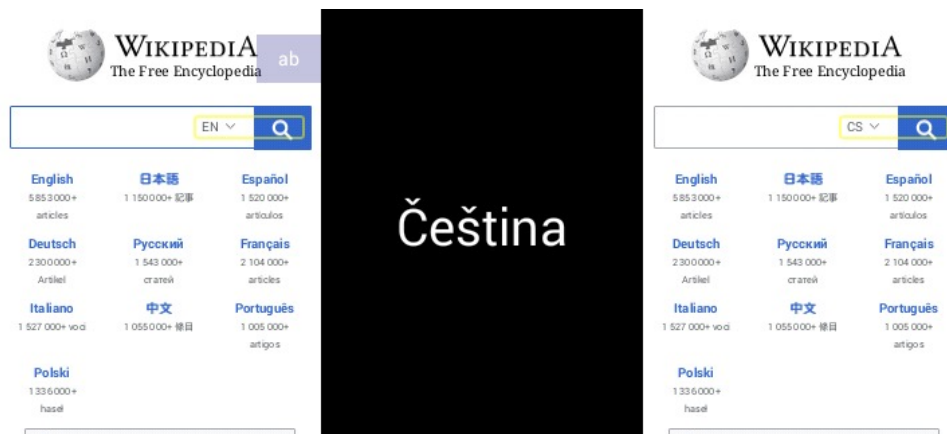 WIKIPEDIA
The Free Encyclopedia
ab
EN
English
5 853 000+
articles
日本語
1 150 000+ 記事
Español
1 520 000+
artículos
Deutsch
2 300 000+
Artikel
Русский
1 543 000+
статей
Français
2 104 000+
articles
Italiano
1 527 000+ voci
中文
1 055 000+ 條目
Português
1 005 000+
artigos
Polski
1 336 000+
haseł
Čeština
WIKIPEDIA
The Free Encyclopedia
CS
English
5 853 000+
articles
日本語
1 150 000+ 記事
Español
1 520 000+
artículos
Deutsch
2 300 000+
Artikel
Русский
1 543 000+
статей
Français
2 104 000+
articles
Italiano
1 527 000+ voci
中文
1 055 000+ 條目
Português
1 005 000+
artigos
Polski
1 336 000+
haseł